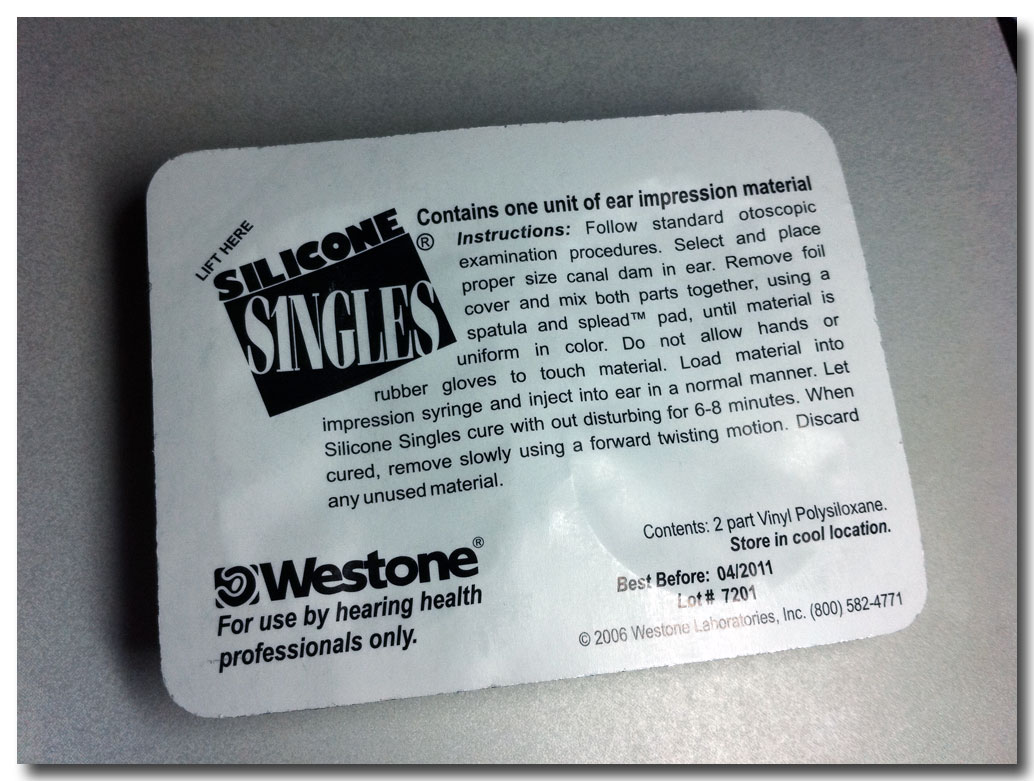 LIFT HERE
SILICONE
SINGLES
®
Contains one unit of ear impression material
Instructions: Follow standard otoscopic
examination procedures. Select and place
proper size canal dam in ear. Remove foil
cover and mix both parts together, using a
spatula and splead™ pad, until material is
uniform in color. Do not allow hands or
rubber gloves to touch material. Load material into
impression syringe and inject into ear in a normal manner. Let
Silicone Singles cure with out disturbing for 6-8 minutes. When
cured, remove slowly using a forward twisting motion. Discard
any unused material.
Contents: 2 part Vinyl Polysiloxane.
Store in cool location.
Best Before: 04/2011
Lot # 7201
© 2006 Westone Laboratories, Inc. (800) 582-4771
Westone®
For use by hearing health
professionals only.